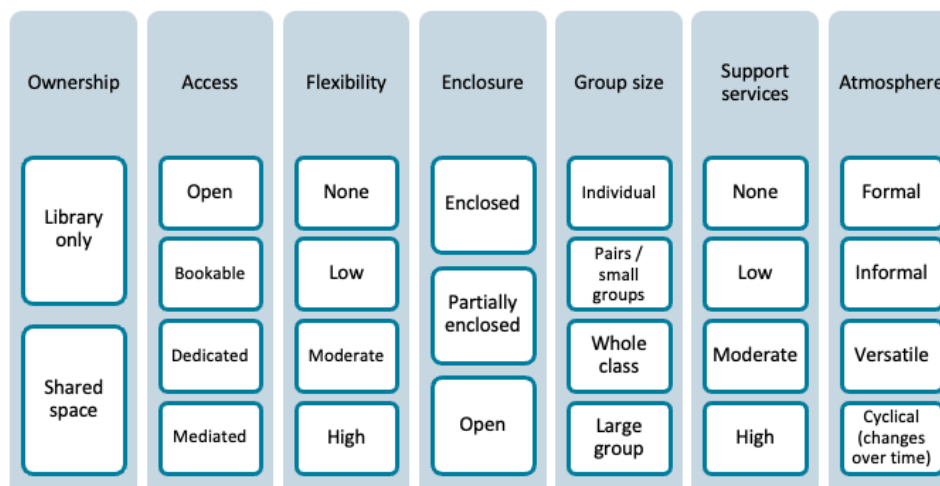 Ownership
Library
only
Shared
space
Access
Open
Bookable
Dedicated
Mediated
Flexibility
None
Low
Moderate
High
Enclosure
Enclosed
Partially
enclosed
Open
Group size
Individual
Pairs /
small
groups
Whole
class
Large
group
Support
services
None
Low
Moderate
High
Atmosphere
Formal
Informal
Versatile
Cyclical
(changes
over time)